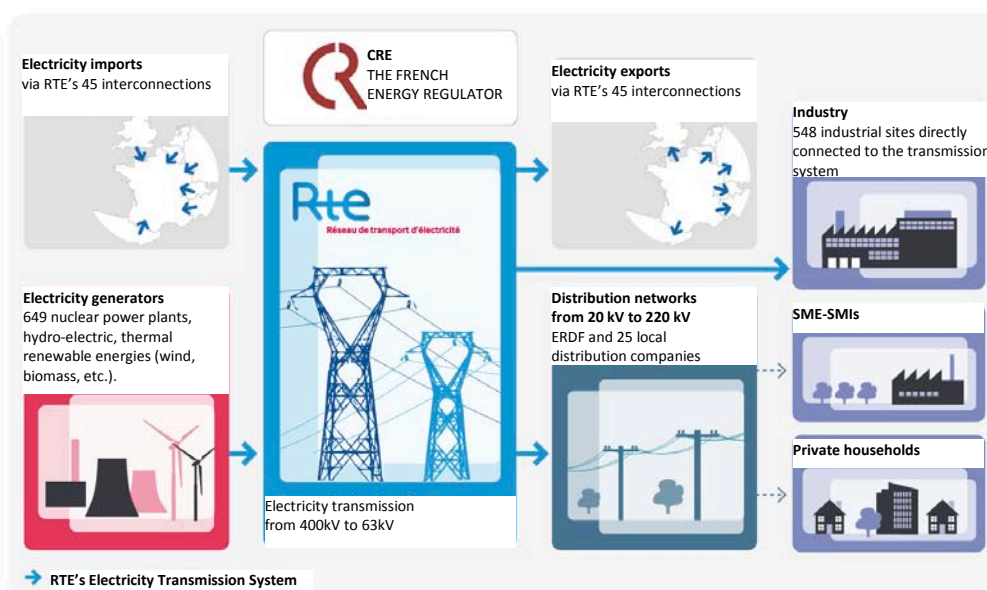 Electricity imports
via RTE's 45 interconnections
CRE
THE FRENCH
ENERGY REGULATOR
Electricity exports
via RTE's 45 interconnections
Industry
548 industrial sites directly
connected to the transmission
system
Rte
Réseau de transport d'électricité
Electricity generators
649 nuclear power plants,
hydro-electric, thermal
renewable energies (wind,
biomass, etc.).
Distribution networks
from 20 kV to 220 kV
ERDF and 25 local
distribution companies
SME-SMIs
Private households
Electricity transmission
from 400kV to 63kV
RTE's Electricity Transmission System